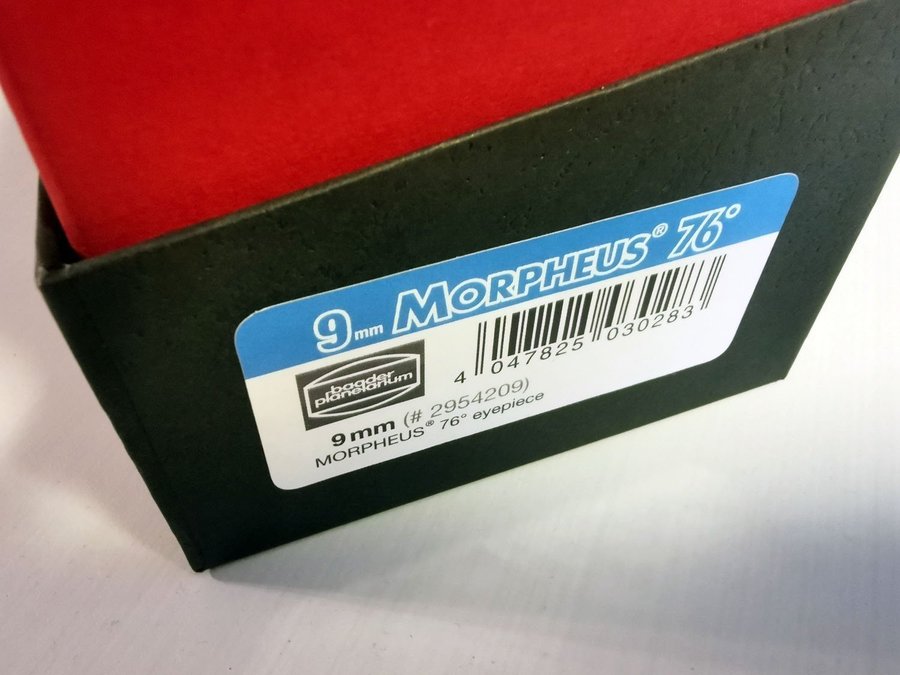 9mm MORPHEUS® 76°
4 047825 030283
baader
planetarium
9mm (# 2954209)
MORPHEUS® 76° eyepiece